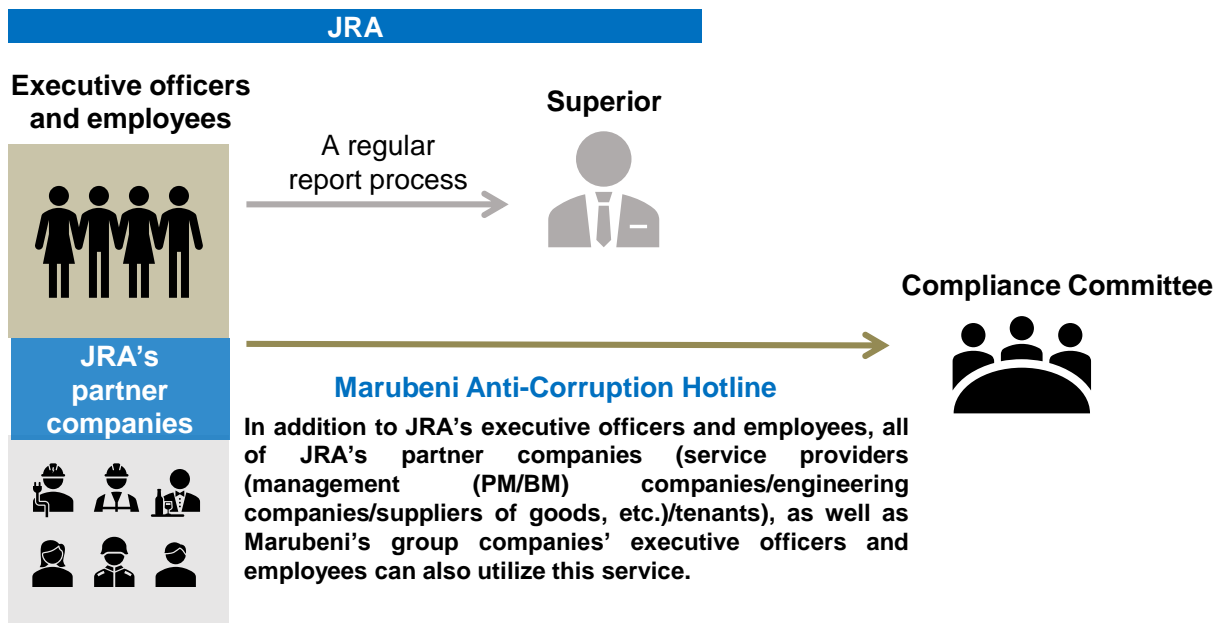 JRA
Executive officers
and employees
Superior
A regular
report process
Compliance Committee
JRA’s
partner
companies
Marubeni Anti-Corruption Hotline
In addition to JRA’s executive officers and employees, all
of JRA’s partner companies (service providers
(management (PM/BM) companies/engineering
companies/suppliers of goods, etc.)/tenants), as well as
Marubeni’s group companies’ executive officers and
employees can also utilize this service.